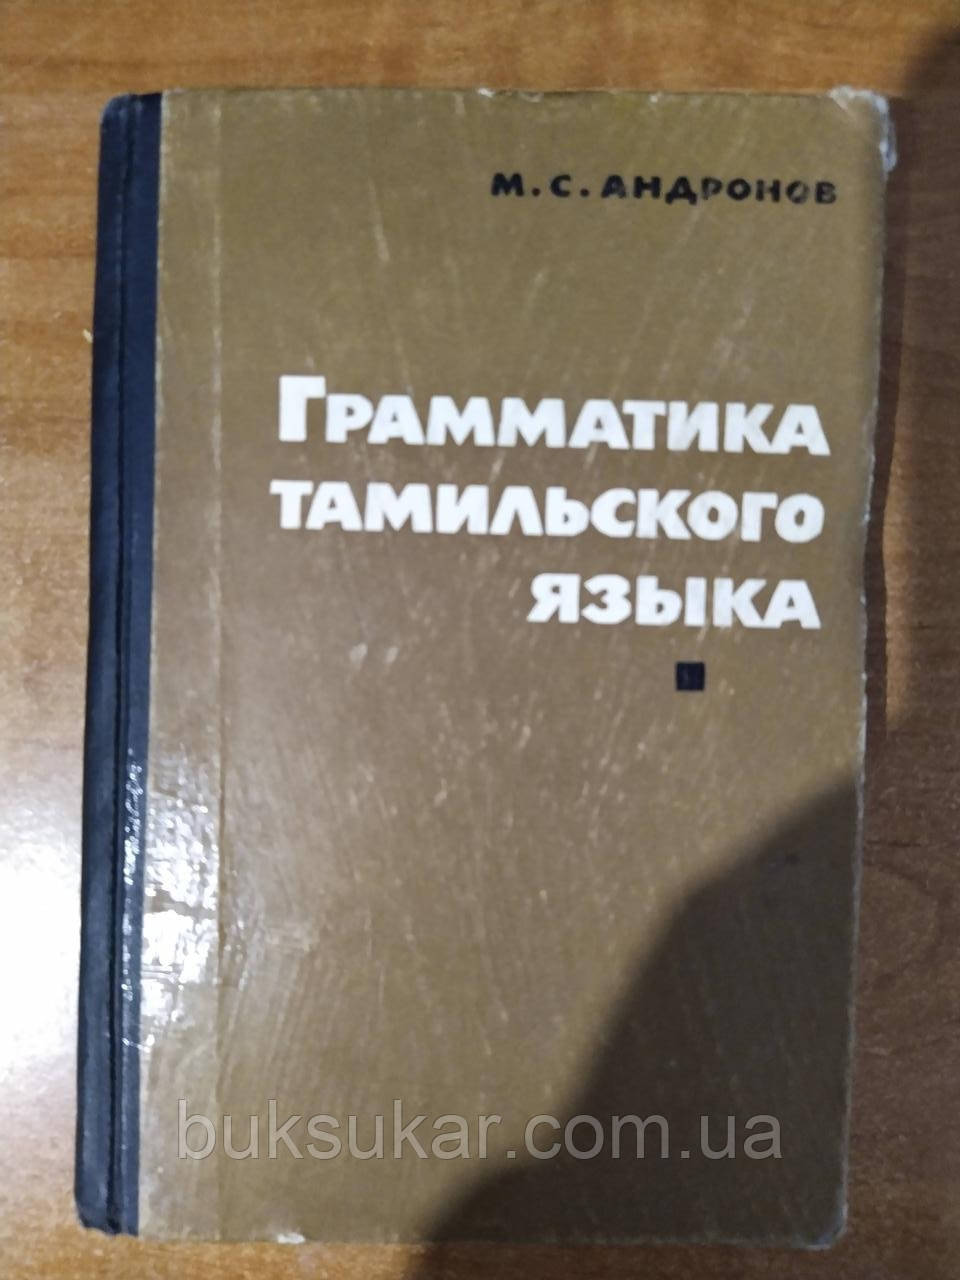 М. С. АНДРОНОВ
ГРАММАТИКА
ТАМИЛЬСКОГО
ЯЗЫКА
buksukar.com.ua